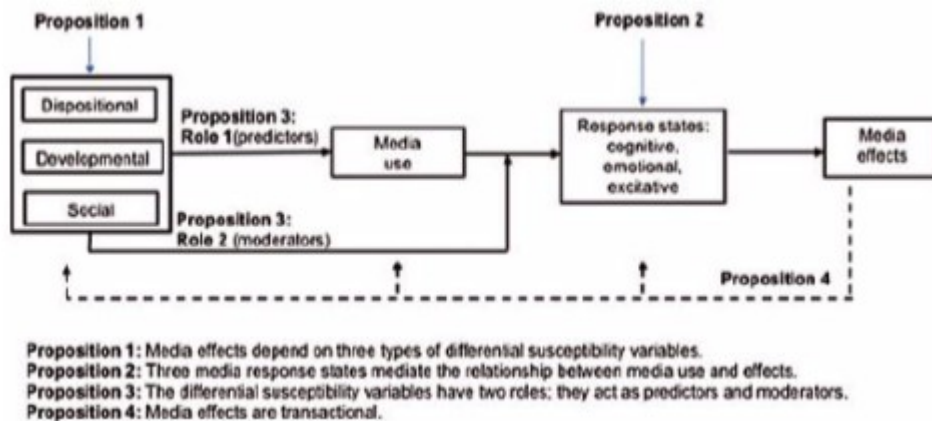 Proposition 1
Proposition 2
Dispositional
Developmental
Social
Proposition 3:
Role 1(predictors)
Media
use
Response states:
cognitive,
emotional,
excitative
Media
effects
Proposition 3:
Role 2 (moderators)
Proposition 4
Proposition 1: Media effects depend on three types of differential susceptibility variables.
Proposition 2: Three media response states mediate the relationship between media use and effects.
Proposition 3: The differential susceptibility variables have two roles; they act as predictors and moderators.
Proposition 4: Media effects are transactional.